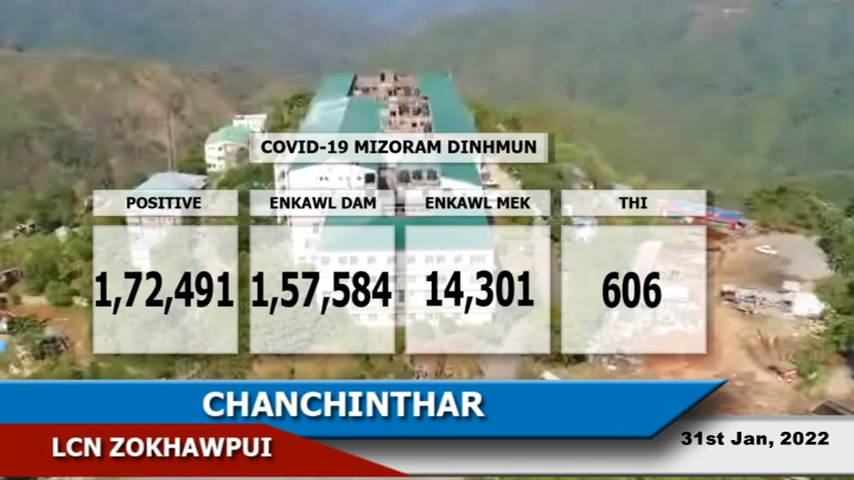 COVID-19 MIZORAM DINHMUN
POSITIVE ENKAWL DAM ENKAWL MEK THI
1,72,491 1,57,584 14,301 606
CHANCHINTHAR
LCN ZOKHAWPUI
31st Jan, 2022